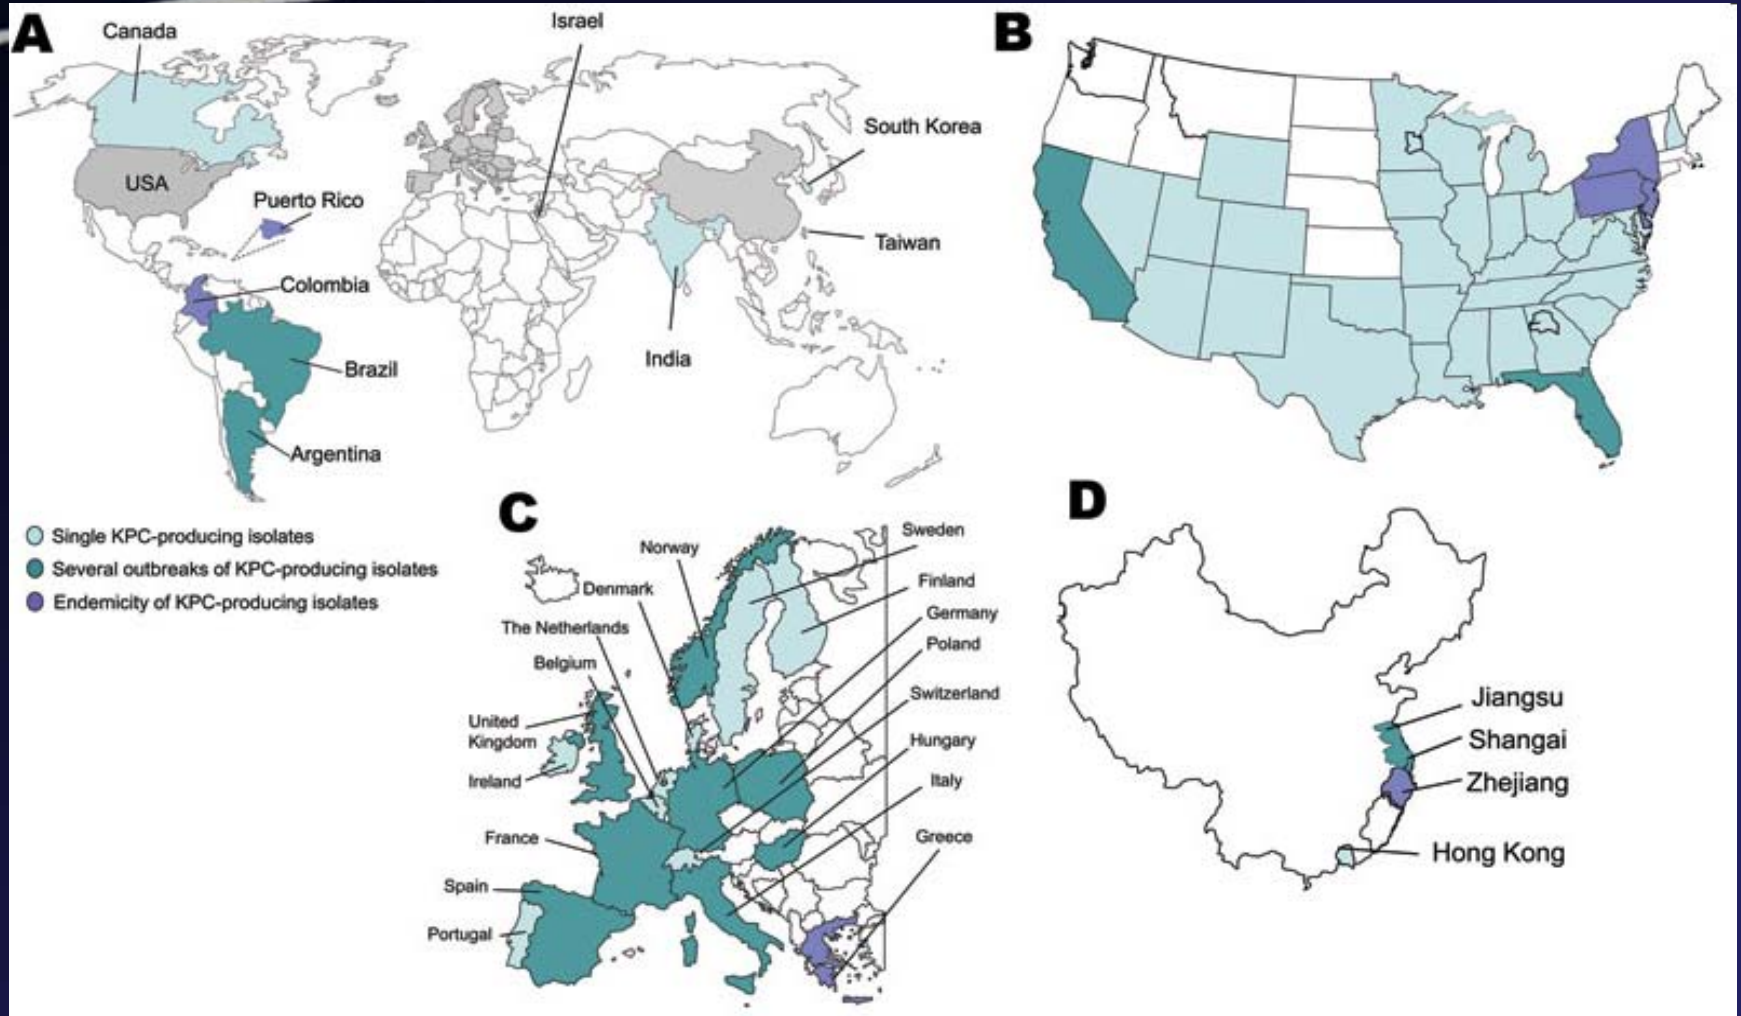 A
Canada
Israel
South Korea
USA
Puerto Rico
Taiwan
Colombia
India
Brazil
Argentina
Single KPC-producing isolates
Several outbreaks of KPC-producing isolates
Endemicity of KPC-producing isolates
B
C
Norway
Sweden
Denmark
Finland
The Netherlands
Germany
Belgium
Poland
United
Kingdom
Switzerland
Ireland
Hungary
France
Italy
Spain
Greece
Portugal
D
Jiangsu
Shangai
Zhejiang
Hong Kong